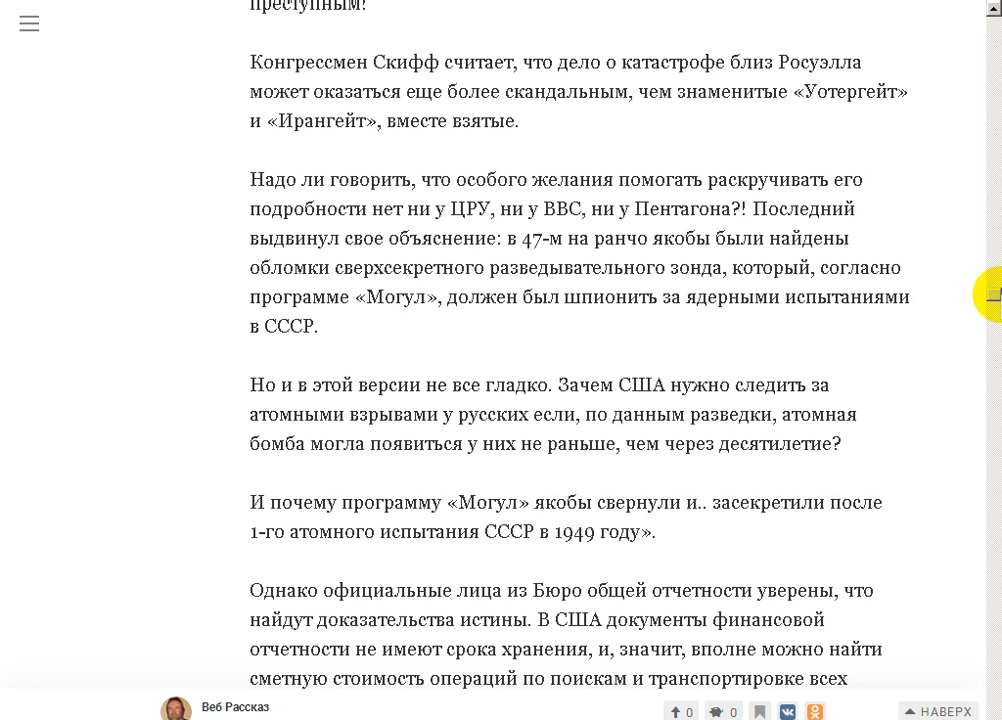 преступным!
Конгрессмен Скифф считает, что дело о катастрофе близ Росуэлла
может оказаться еще более скандальным, чем знаменитые «Уотергейт»
и «Ирангейт», вместе взятые.
Надо ли говорить, что особого желания помогать раскручивать его
подробности нет ни у ЦРУ, ни у ВВС, ни у Пентагона?! Последний
выдвинул свое объяснение: в 47-м на ранчо якобы были найдены
обломки сверхсекретного разведывательного зонда, который, согласно
программе «Могул», должен был шпионить за ядерными испытаниями
в СССР.
Но и в этой версии не все гладко. Зачем США нужно следить за
атомными взрывами у русских если, по данным разведки, атомная
бомба могла появиться у них не раньше, чем через десятилетие?
И почему программу «Могул» якобы свернули и.. засекретили после
1-го атомного испытания СССР в 1949 году».
Однако официальные лица из Бюро общей отчетности уверены, что
найдут доказательства истины. В США документы финансовой
отчетности не имеют срока хранения, и, значит, вполне можно найти
сметную стоимость операций по поискам и транспортировке всех
Веб Рассказ
0
0
НАВЕРХ